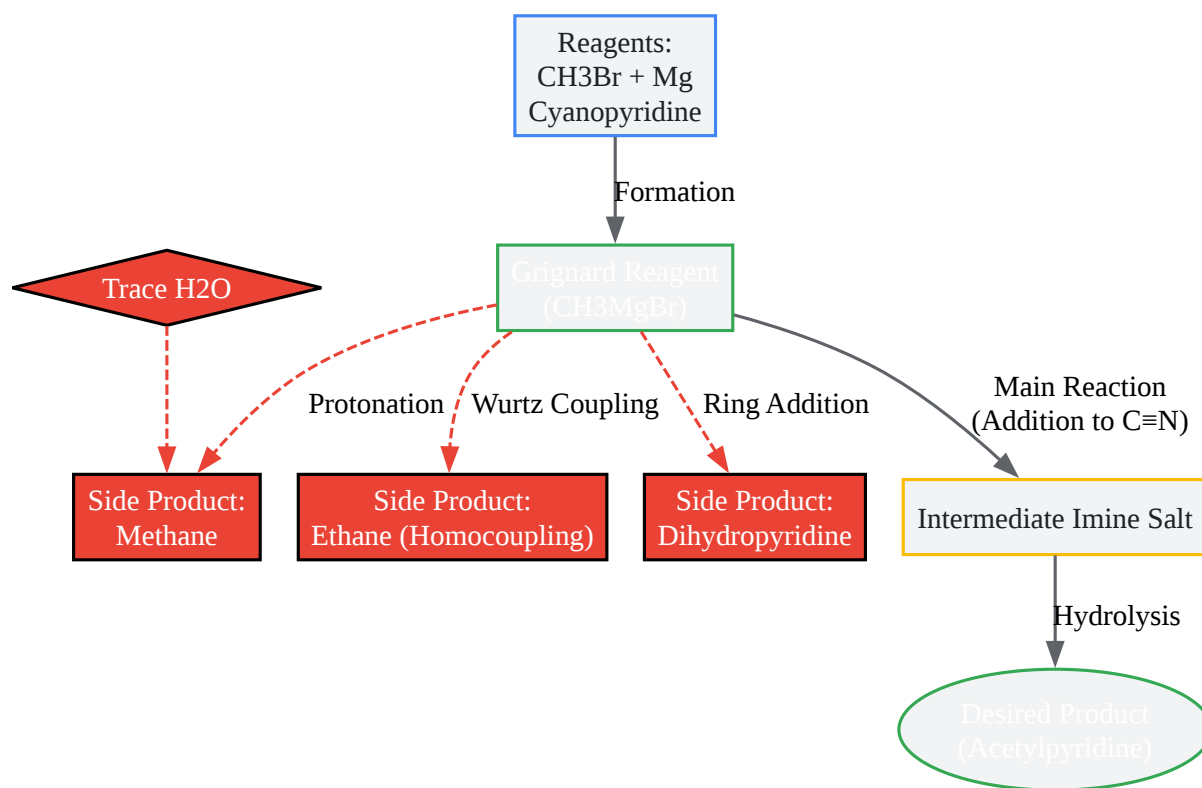 Reagents:
CH3Br + Mg
Cyanopyridine
Formation
Trace H2O
Grignard Reagent
(CH3MgBr)
Protonation
Wurtz Coupling
Ring Addition
Main Reaction
(Addition to C≡N)
Side Product:
Methane
Side Product:
Ethane (Homocoupling)
Side Product:
Dihydropyridine
Intermediate Imine Salt
Hydrolysis
Desired Product
(Acetylpyridine)